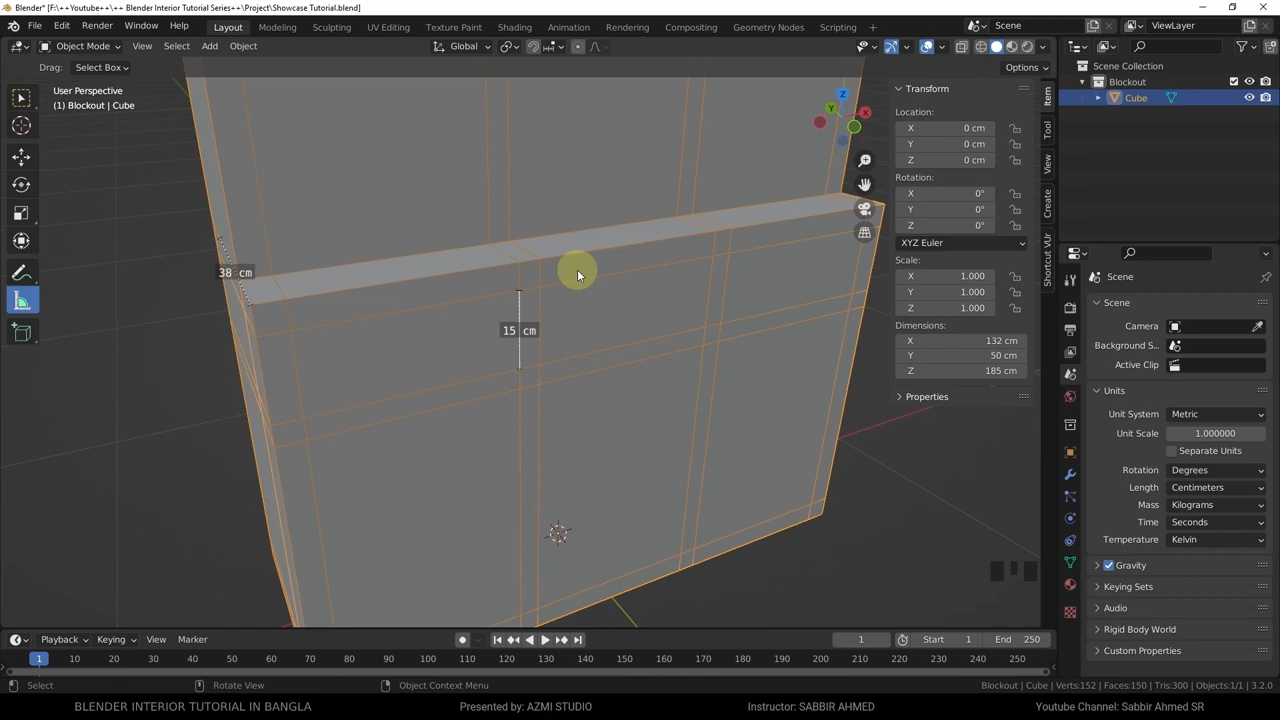 Blender* [F:\++Youtube++\++ Blender Interior Tutorial Series++\Project\Showcase Tutorial.blend]
File Edit Render Window Help Layout Modeling Sculpting UV Editing Texture Paint Shading Animation Rendering Compositing Geometry Nodes Scripting Scene ViewLayer
Object Mode View Select Add Object Global
Drag: Select Box Options
User Perspective
(1) Blockout | Cube
Z
Y
X
38 cm
15 cm
Transform
Location:
X 0 cm
Y 0 cm
Z 0 cm
Rotation:
X 0°
Y 0°
Z 0°
XYZ Euler
Scale:
X 1.000
Y 1.000
Z 1.000
Dimensions:
X 132 cm
Y 50 cm
Z 185 cm
Properties
Item
Tool
View
Create
Shortcut VUr
Scene Collection
Blockout
Cube
Scene
Scene
Camera
Background S...
Active Clip
Units
Unit System Metric
Unit Scale 1.000000
Separate Units
Rotation Degrees
Length Centimeters
Mass Kilograms
Time Seconds
Temperature Kelvin
Gravity
Keying Sets
Audio
Rigid Body World
Custom Properties
Playback Keying View Marker 1 Start 1 End 250
1 10 20 30 40 50 60 70 80 90 100 110 120 130 140 150 160 170 180 190 200 210 220 230 240 250
Select Rotate View Object Context Menu Blockout | Cube | Verts:152 | Faces:150 | Tris:300 | Objects:1/1 | 3.2.0
BLENDER INTERIOR TUTORIAL IN BANGLA Presented by: AZMI STUDIO Instructor: SABBIR AHMED Youtube Channel: Sabbir Ahmed SR